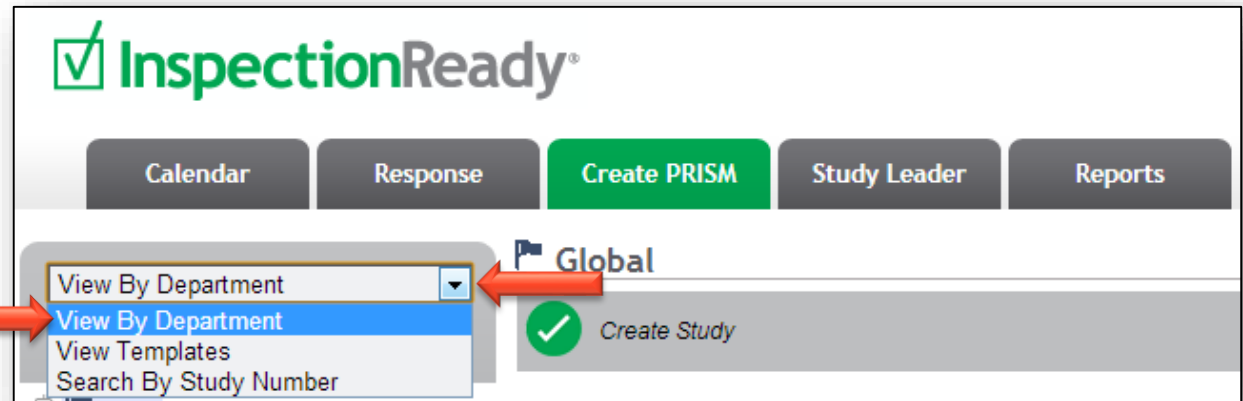 InspectionReady®
Calendar Response Create PRISM Study Leader Reports
Global
View By Department
View By Department
Create Study
View Templates
Search By Study Number